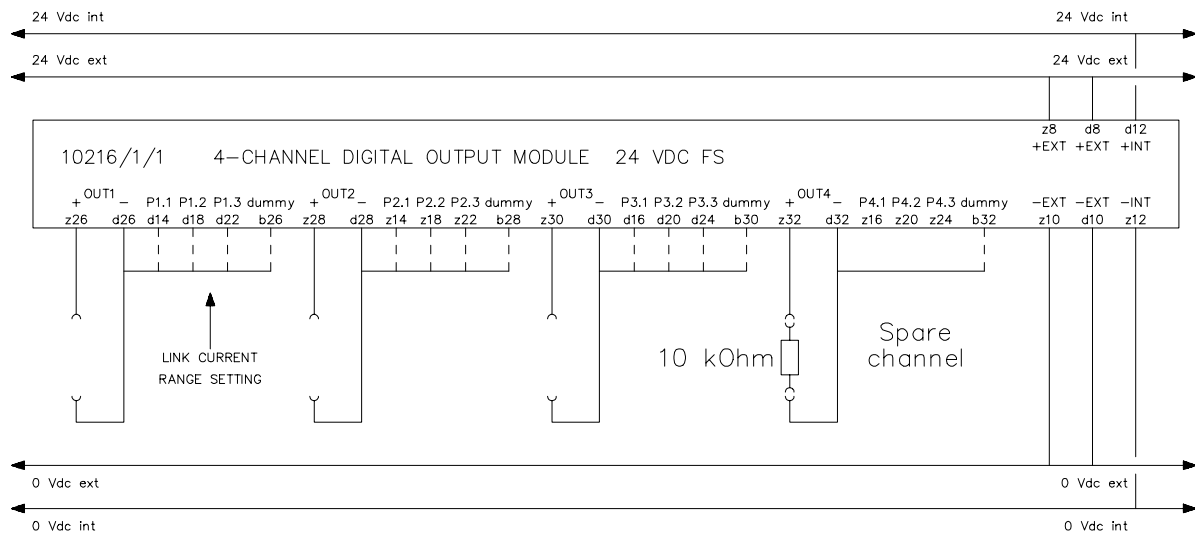 24 Vdc int 24 Vdc int
24 Vdc ext 24 Vdc ext
z8 d8 d12
+EXT +EXT +INT
10216/1/1 4-CHANNEL DIGITAL OUTPUT MODULE 24 VDC FS
+ OUT1 - P1.1 P1.2 P1.3 dummy + OUT2 - P2.1 P2.2 P2.3 dummy + OUT3 - P3.1 P3.2 P3.3 dummy + OUT4 - P4.1 P4.2 P4.3 dummy -EXT -EXT -INT
z26 d26 d14 d18 d22 b26 z28 d28 z14 z18 z22 b28 z30 d30 d16 d20 d24 b30 z32 d32 z16 z20 z24 b32 z10 d10 z12
LINK CURRENT
RANGE SETTING
10 kOhm
Spare
channel
0 Vdc ext 0 Vdc ext
0 Vdc int 0 Vdc int